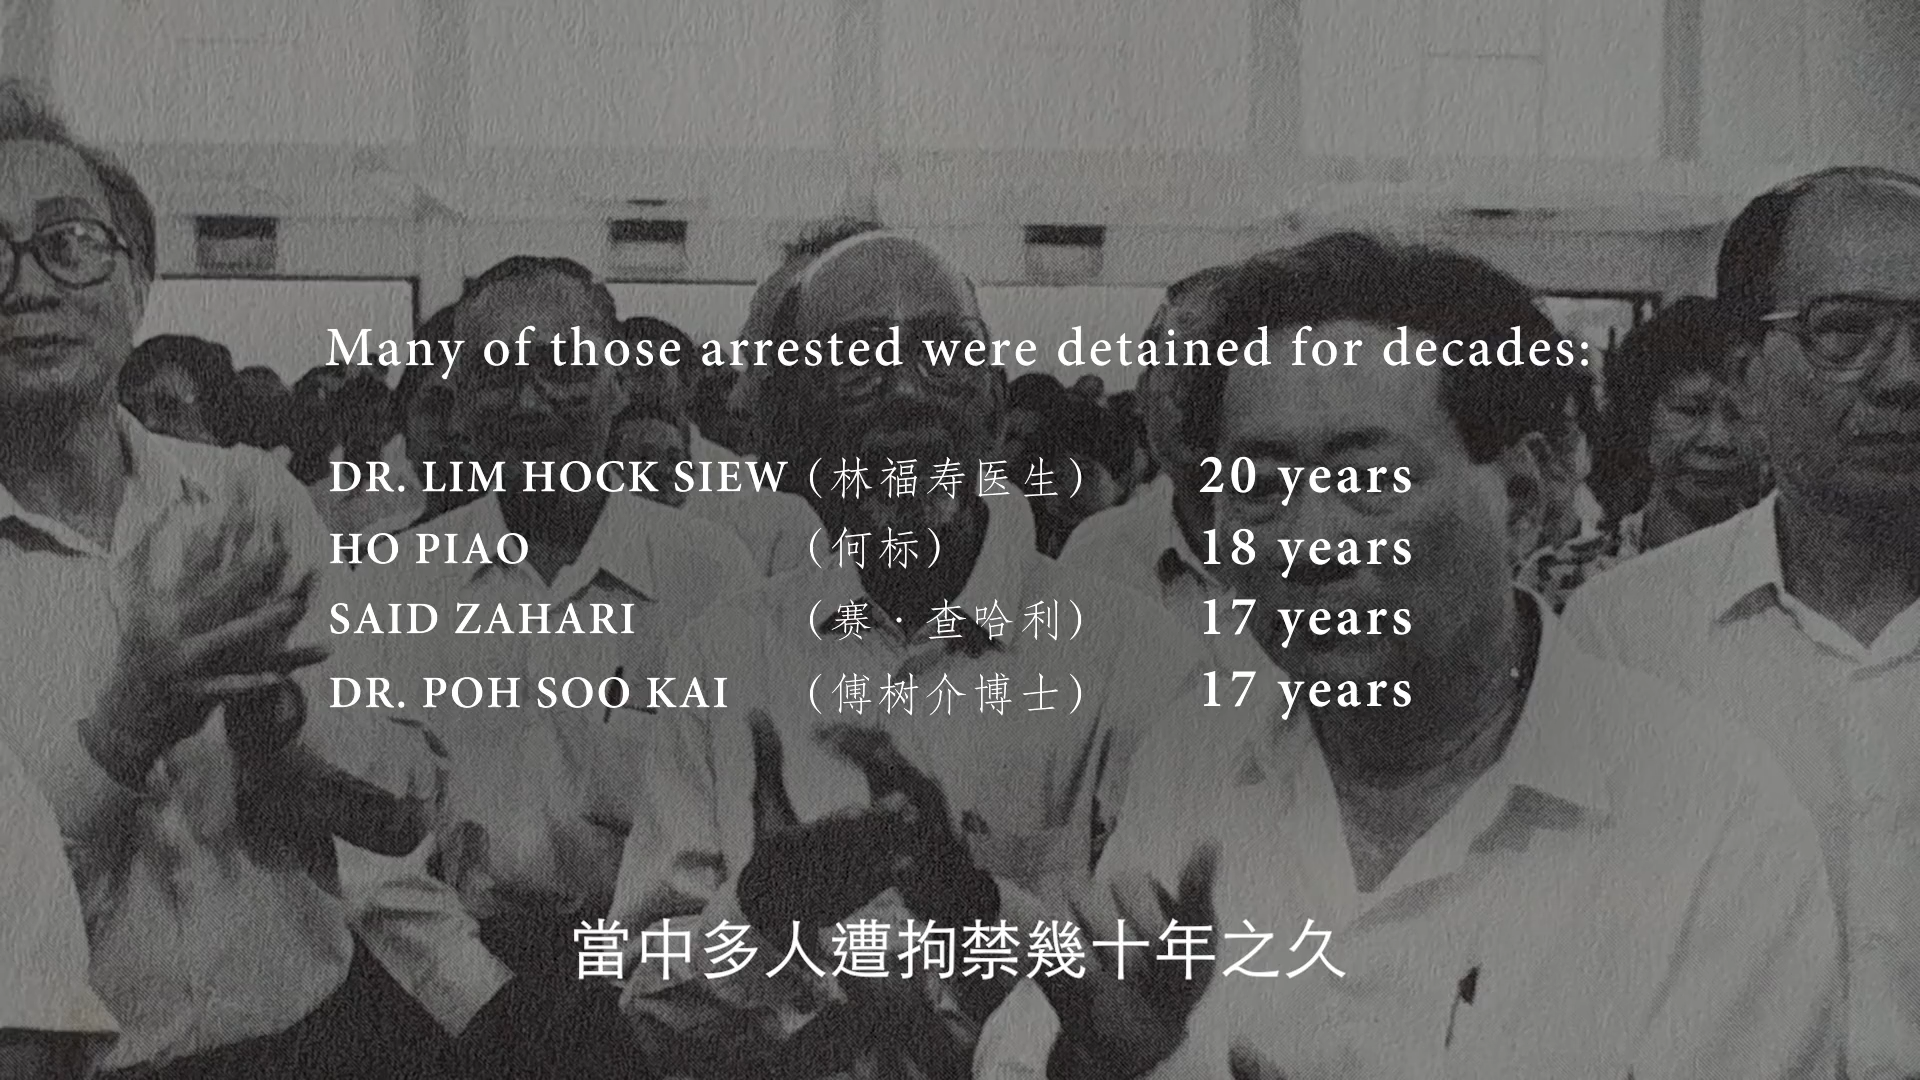 Many of those arrested were detained for decades:
DR. LIM HOCK SIEW （林福寿医生） 20 years
HO PIAO （何标） 18 years
SAID ZAHARI （赛·查哈利） 17 years
DR. POH SOO KAI （傅树介博士） 17 years
當中多人遭拘禁幾十年之久